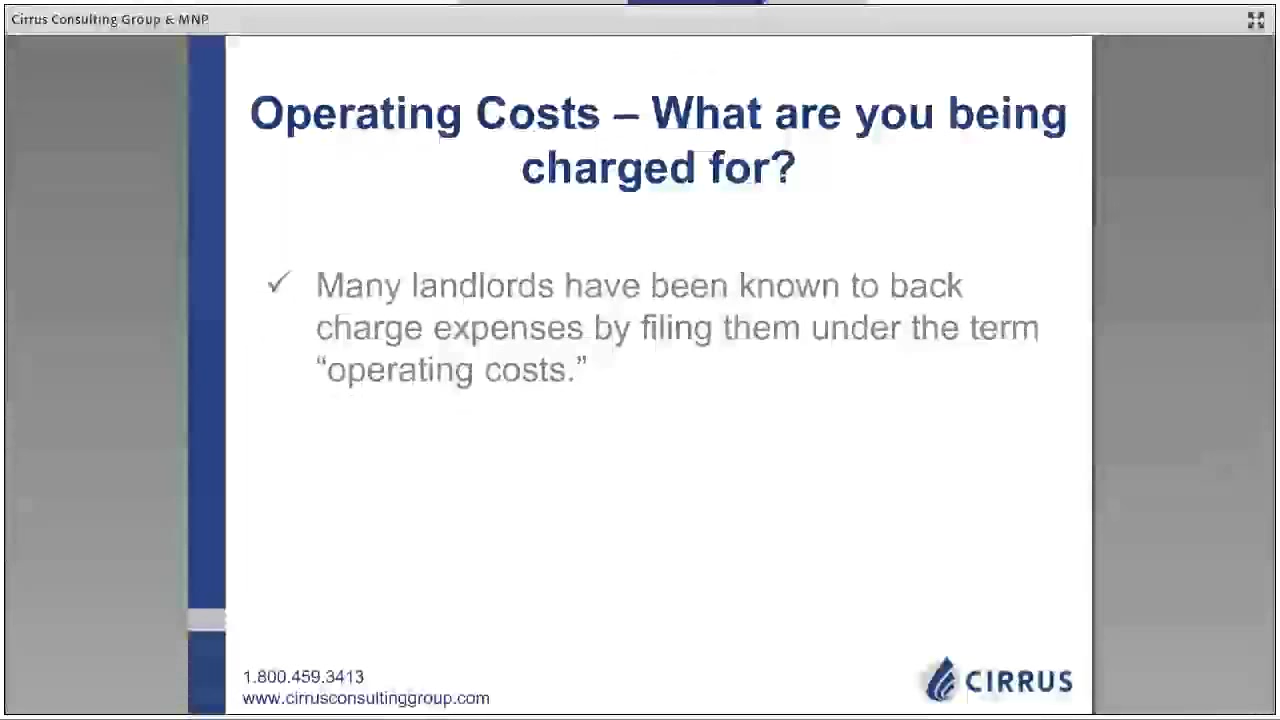 Cirrus Consulting Group & MNP
Operating Costs – What are you being
charged for?
✓ Many landlords have been known to back
charge expenses by filing them under the term
“operating costs.”
1.800.459.3413
www.cirrusconsultinggroup.com
CIRRUS